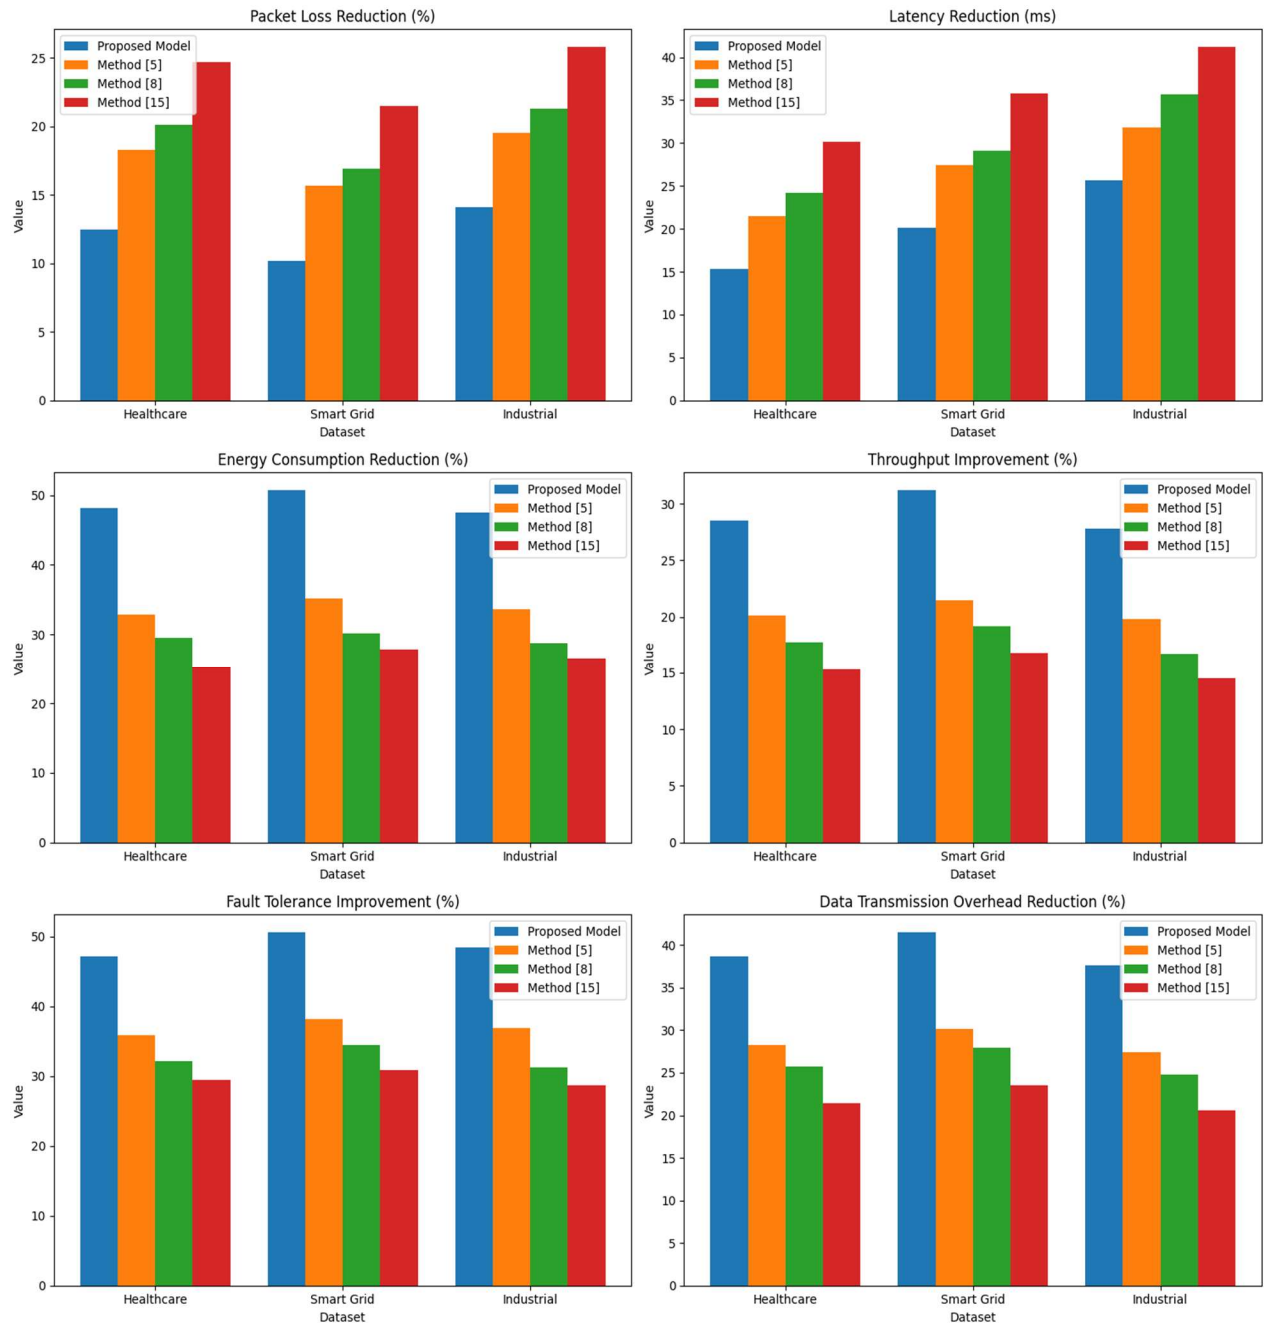 Packet Loss Reduction (%)
Proposed Model
Method [5]
Method [8]
Method [15]
25
20
15
10
5
0
Value
Healthcare
Smart Grid
Industrial
Dataset
Latency Reduction (ms)
Proposed Model
Method [5]
Method [8]
Method [15]
40
35
30
25
20
15
10
5
0
Value
Healthcare
Smart Grid
Industrial
Dataset
Energy Consumption Reduction (%)
Proposed Model
Method [5]
Method [8]
Method [15]
50
40
30
20
10
0
Value
Healthcare
Smart Grid
Industrial
Dataset
Throughput Improvement (%)
Proposed Model
Method [5]
Method [8]
Method [15]
30
25
20
15
10
5
0
Value
Healthcare
Smart Grid
Industrial
Dataset
Fault Tolerance Improvement (%)
Proposed Model
Method [5]
Method [8]
Method [15]
50
40
30
20
10
0
Value
Healthcare
Smart Grid
Industrial
Dataset
Data Transmission Overhead Reduction (%)
Proposed Model
Method [5]
Method [8]
Method [15]
40
35
30
25
20
15
10
5
0
Value
Healthcare
Smart Grid
Industrial
Dataset